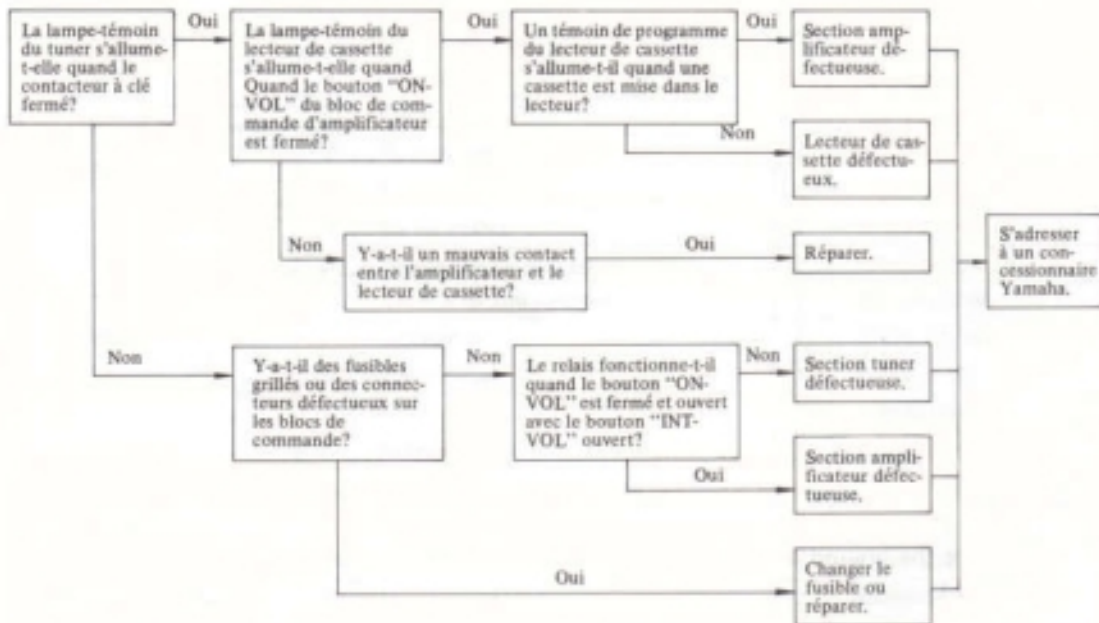 La lampe-témoin
du tuner s'allume-
t-elle quand le
contacteur à clé
fermé?
Oui
La lampe-témoin du
lecteur de cassette
s'allume-t-elle quand
Quand le bouton "ON-
VOL" du bloc de com-
mande d'amplificateur
est fermé?
Oui
Un témoin de programme
du lecteur de cassette
s'allume-t-il quand une
cassette est mise dans le
lecteur?
Oui
Section amp-
lificateur dé-
fectueuse.
Non
Lecteur de cas-
sette défectu-
eux.
Non
Y-a-t-il un mauvais contact
entre l'amplificateur et le
lecteur de cassette?
Oui
Réparer.
S'adresser
à un con-
cessionnaire
Yamaha.
Non
Y-a-t-il des fusibles
grillés ou des connec-
teurs défectueux sur
les blocs de
commande?
Non
Le relais fonctionne-t-il
quand le bouton "ON-
VOL" est fermé et ouvert
avec le bouton "INT-
VOL" ouvert?
Non
Section tuner
défectueuse.
Oui
Section ampli-
ficateur défec-
tueuse.
Oui
Changer le
fusible ou
réparer.